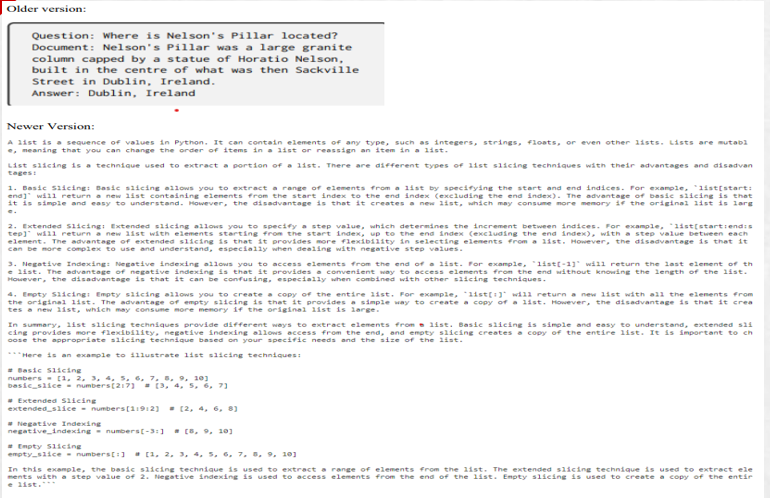 Older version:
Question: Where is Nelson's Pillar located?
Document: Nelson's Pillar was a large granite
column capped by a statue of Horatio Nelson,
built in the centre of what was then Sackville
Street in Dublin, Ireland.
Answer: Dublin, Ireland
Newer Version:
A list is a sequence of values in Python. It can contain elements of any type, such as integers, strings, floats, or even other lists. Lists are mutabl
e, meaning that you can change the order of items in a list or reassign an item in a list.
List slicing is a technique used to extract a portion of a list. There are different types of list slicing techniques with their advantages and disadvan
tages:
1. Basic Slicing: Basic slicing allows you to extract a range of elements from a list by specifying the start and end indices. For example, `list[start:
end]` will return a new list containing elements from the start index to the end index (excluding the end index). The advantage of basic slicing is that
it is simple and easy to understand. However, the disadvantage is that it creates a new list, which may consume more memory if the original list is larg
e.
2. Extended Slicing: Extended slicing allows you to specify a step value, which determines the increment between indices. For example, `list[start:end:s
tep]` will return a new list with elements starting from the start index, up to the end index (excluding the end index), with a step value between each
element. The advantage of extended slicing is that it provides more flexibility in selecting elements from a list. However, the disadvantage is that it
can be more complex to use and understand, especially when dealing with negative step values.
3. Negative Indexing: Negative indexing allows you to access elements from the end of a list. For example, `list[-1]` will return the last element of th
e list. The advantage of negative indexing is that it provides a convenient way to access elements from the end without knowing the length of the list.
However, the disadvantage is that it can be confusing, especially when combined with other slicing techniques.
4. Empty Slicing: Empty slicing allows you to create a copy of the entire list. For example, `list[:]` will return a new list with all the elements from
the original list. The advantage of empty slicing is that it provides a simple way to create a copy of a list. However, the disadvantage is that it crea
tes a new list, which may consume more memory if the original list is large.
In summary, list slicing techniques provide different ways to extract elements from a list. Basic slicing is simple and easy to understand, extended sli
cing provides more flexibility, negative indexing allows access from the end, and empty slicing creates a copy of the entire list. It is important to ch
oose the appropriate slicing technique based on your specific needs and the size of the list.
```Here is an example to illustrate list slicing techniques:
# Basic Slicing
numbers = [1, 2, 3, 4, 5, 6, 7, 8, 9, 10]
basic_slice = numbers[2:7] # [3, 4, 5, 6, 7]
# Extended Slicing
extended_slice = numbers[1:9:2] # [2, 4, 6, 8]
# Negative Indexing
negative_indexing = numbers[-3:] # [8, 9, 10]
# Empty Slicing
empty_slice = numbers[:] # [1, 2, 3, 4, 5, 6, 7, 8, 9, 10]
In this example, the basic slicing technique is used to extract a range of elements from the list. The extended slicing technique is used to extract ele
ments with a step value of 2. Negative indexing is used to access elements from the end of the list. Empty slicing is used to create a copy of the entir
e list.```